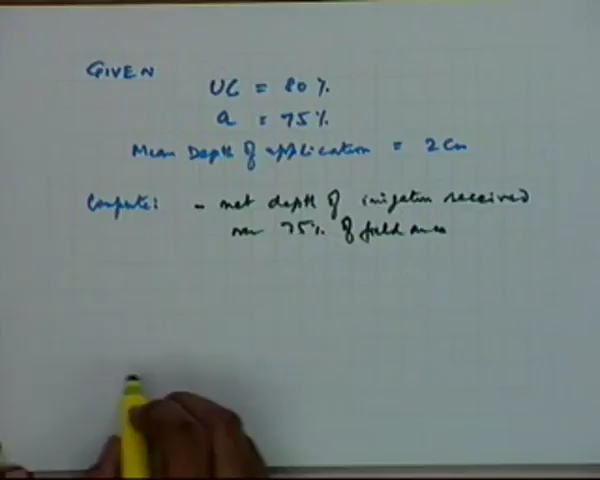 GIVEN
UC = 80 %
a = 75 %
Mean Depth of application = 2 Cm
Compute: - net depth of irrigation received
over 75% of field area